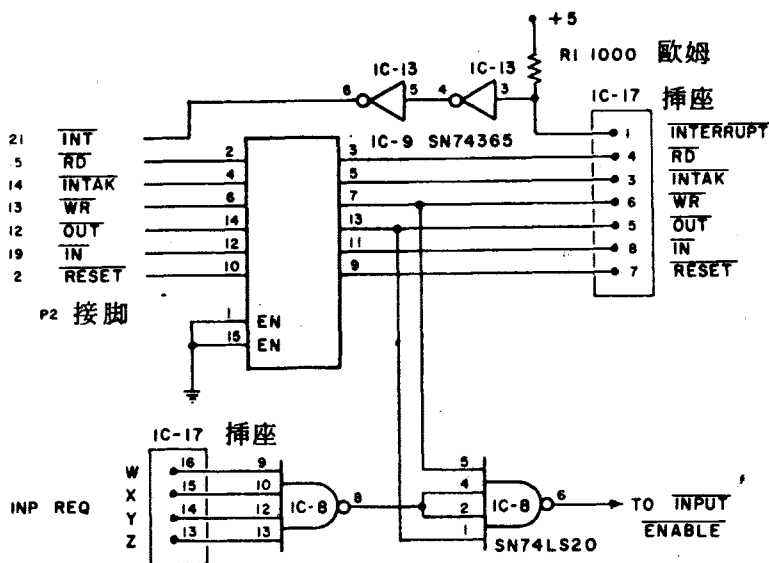 +5
IC-13 IC-13
R1 1000 歐姆
6 5 4 3
IC-17 插座
IC-9 SN74365
21 INT 1 INTERRUPT
5 RD 2 3 4 RD
14 INTAK 4 5 3 INTAK
13 WR 6 7 6 WR
12 OUT 14 13 5 OUT
19 IN 12 11 8 IN
2 RESET 10 9 7 RESET
P2 接脚
1 EN
15 EN
IC-17 插座
W 16 9 5
X 15 10 4
INP REQ IC-8 8 IC-8 6 TO INPUT
Y 14 12 2
Z 13 13 1 ENABLE
SN74LS20